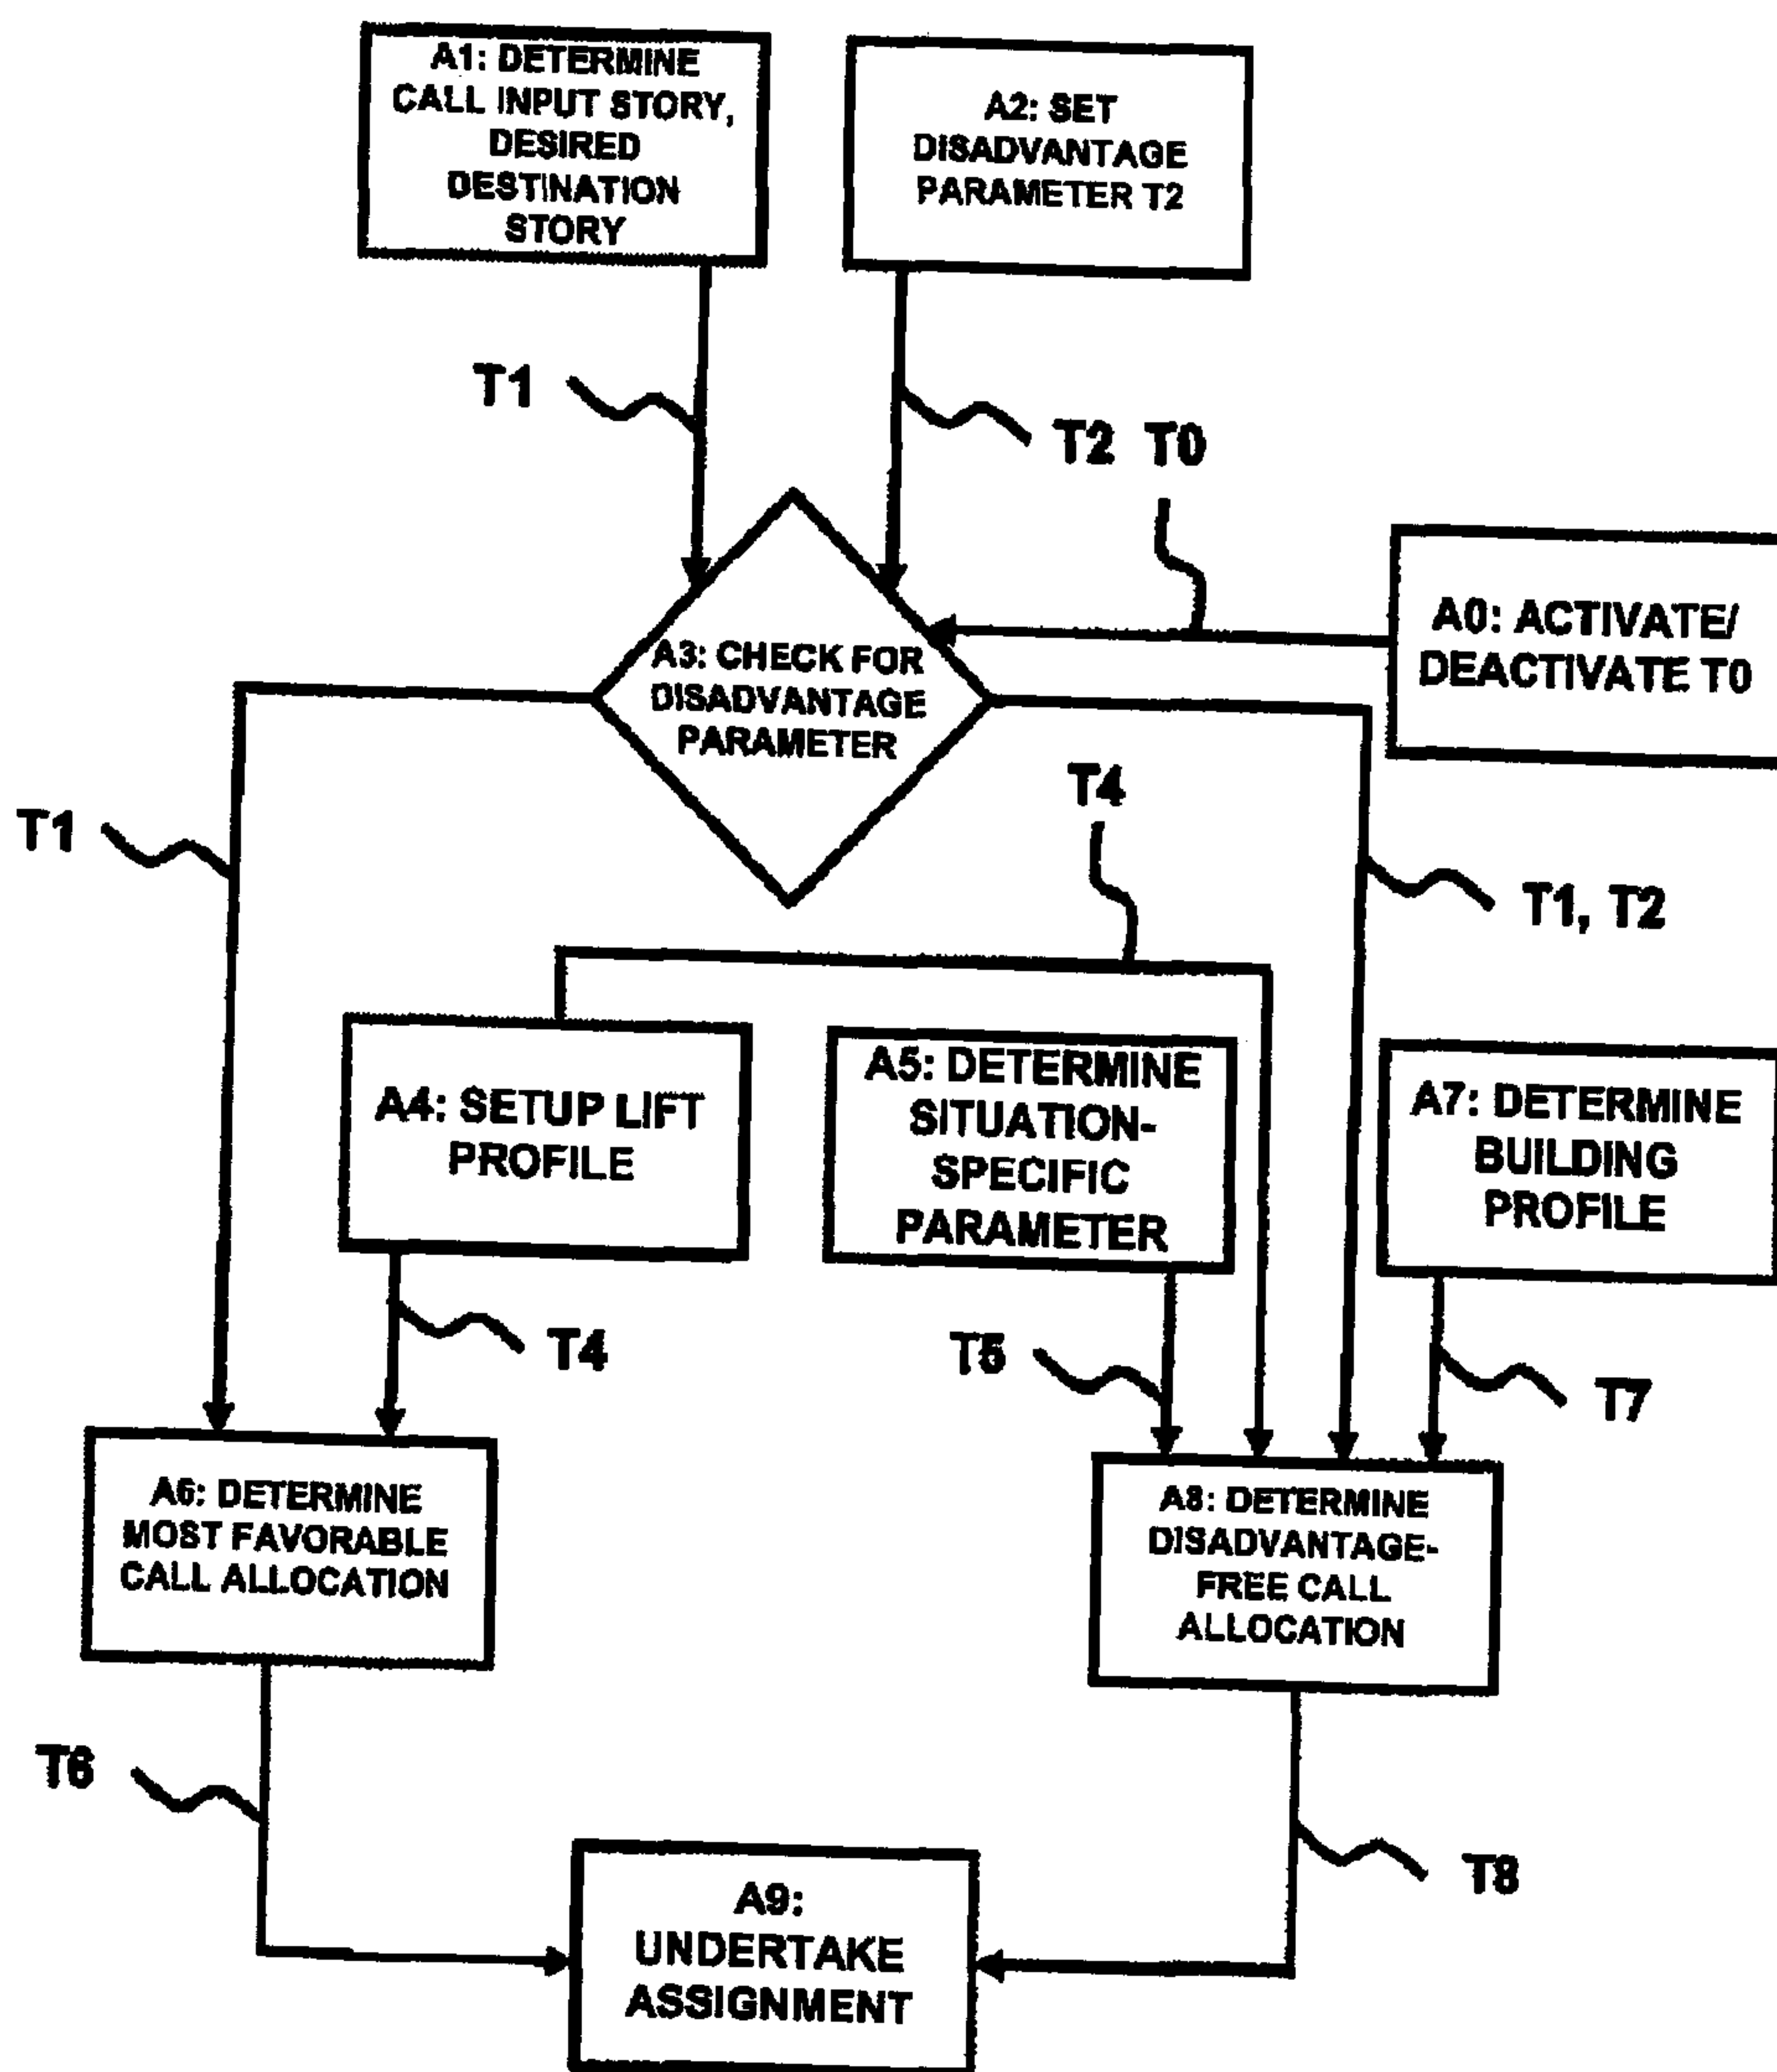 A1: DETERMINE
CALL INPUT STORY,
DESIRED
DESTINATION
STORY
A2: SET
DISADVANTAGE
PARAMETER T2
T1
T2
T0
A0: ACTIVATE/
DEACTIVATE T0
A3: CHECK FOR
DISADVANTAGE
PARAMETER
T4
T1
T1, T2
A4: SETUP LIFT
PROFILE
A5: DETERMINE
SITUATION-
SPECIFIC
PARAMETER
A7: DETERMINE
BUILDING
PROFILE
T4
T5
T7
A6: DETERMINE
MOST FAVORABLE
CALL ALLOCATION
A8: DETERMINE
DISADVANTAGE-
FREE CALL
ALLOCATION
T6
T8
A9:
UNDERTAKE
ASSIGNMENT